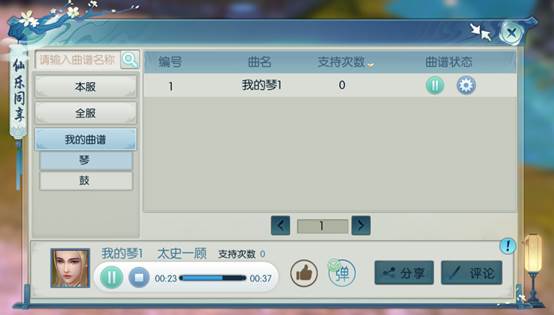 仙乐同享
请输入曲谱名称
本服
全服
我的曲谱
琴
鼓
编号 曲名 支持次数 曲谱状态
1 我的琴1 0
1
我的琴1 太史一顾 支持次数 0
00:23 00:37
弹
分享
评论